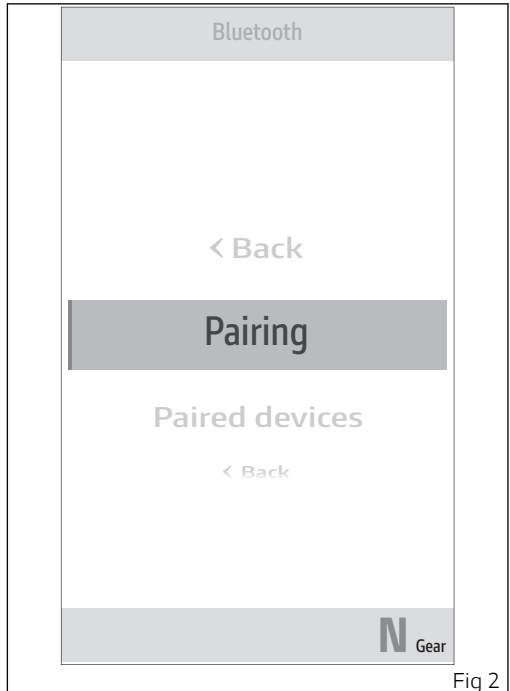 Bluetooth
< Back
Pairing
Paired devices
< Back
N Gear
Fig 2